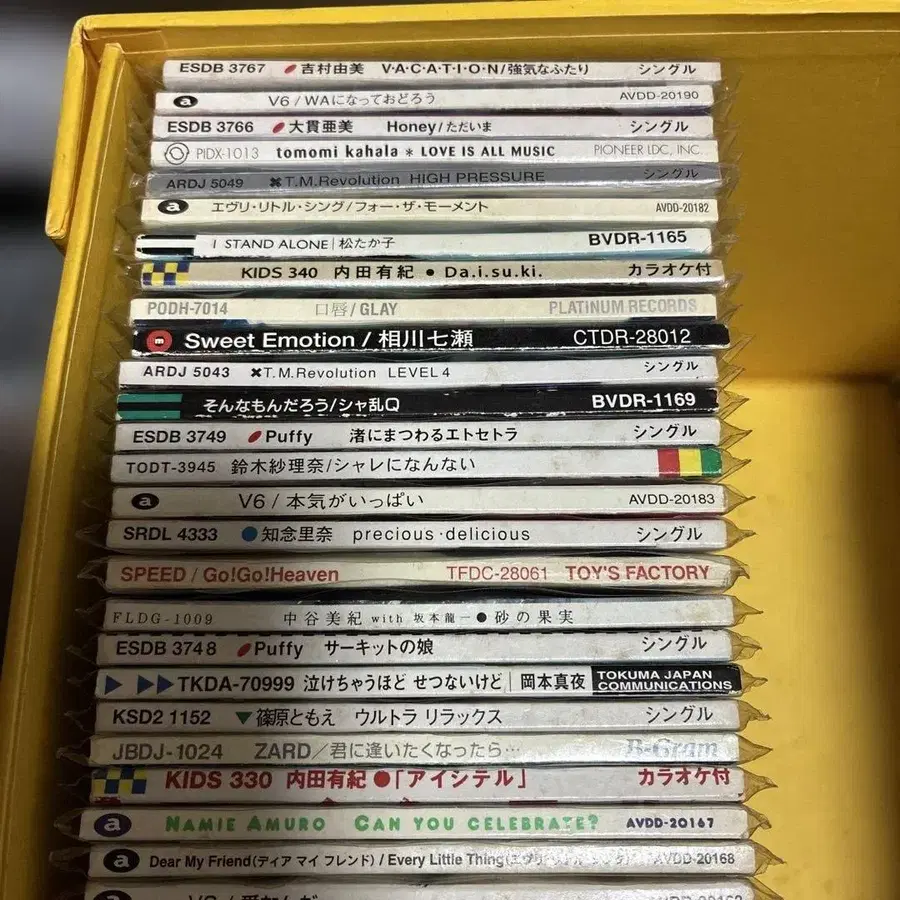 ESDB 3767 吉村由美 V・A・C・A・T・I・O・N/強気なふたり シングル
a V6/WAになっておどろう AVDD-20190
ESDB 3766 大貫亜美 Honey/ただいま シングル
PIDX-1013 tomomi kahala * LOVE IS ALL MUSIC PIONEER LDC, INC
ARDJ 5049 T.M.Revolution HIGH PRESSURE シングル
a エヴリ・リトル・シング/フォー・ザ・モーメント AVDD-20182
I STAND ALONE|松たか子 BVDR-1165
KIDS 340 内田有紀 ● Da.i.su.ki. カラオケ付
PODH-7014 口唇/GLAY PLATINUM RECORDS
m Sweet Emotion / 相川七瀬 CTDR-28012
ARDJ 5043 T.M.Revolution LEVEL 4 シングル
そんなもんだろう/シャ乱Q BVDR-1169
ESDB 3749 Puffy 渚にまつわるエトセトラ シングル
TODT-3945 鈴木紗理奈/シャレになんない
a V6/本気がいっぱい AVDD-20183
SRDL 4333 ●知念里奈 precious・delicious シングル
SPEED / Go!Go!Heaven TFDC-28061 TOY'S FACTORY
FLDG-1009 中谷美紀 with 坂本龍一●砂の果実
ESDB 3748 Puffy サーキットの娘 シングル
TKDA-70999 泣けちゃうほど せつないけど|岡本真夜 TOKUMA JAPAN COMMUNICATIONS
KSD2 1152 ▼篠原ともえ ウルトラ リラックス シングル
JBDJ-1024 ZARD/君に逢いたくなったら… B-Gram
KIDS 330 内田有紀●「アイシテル」 カラオケ付
a NAMIE AMURO CAN YOU CELEBRATE? AVDD-20167
a Dear My Friend(ディア マイ フレンド) / Every Little Thing AVDD-20168